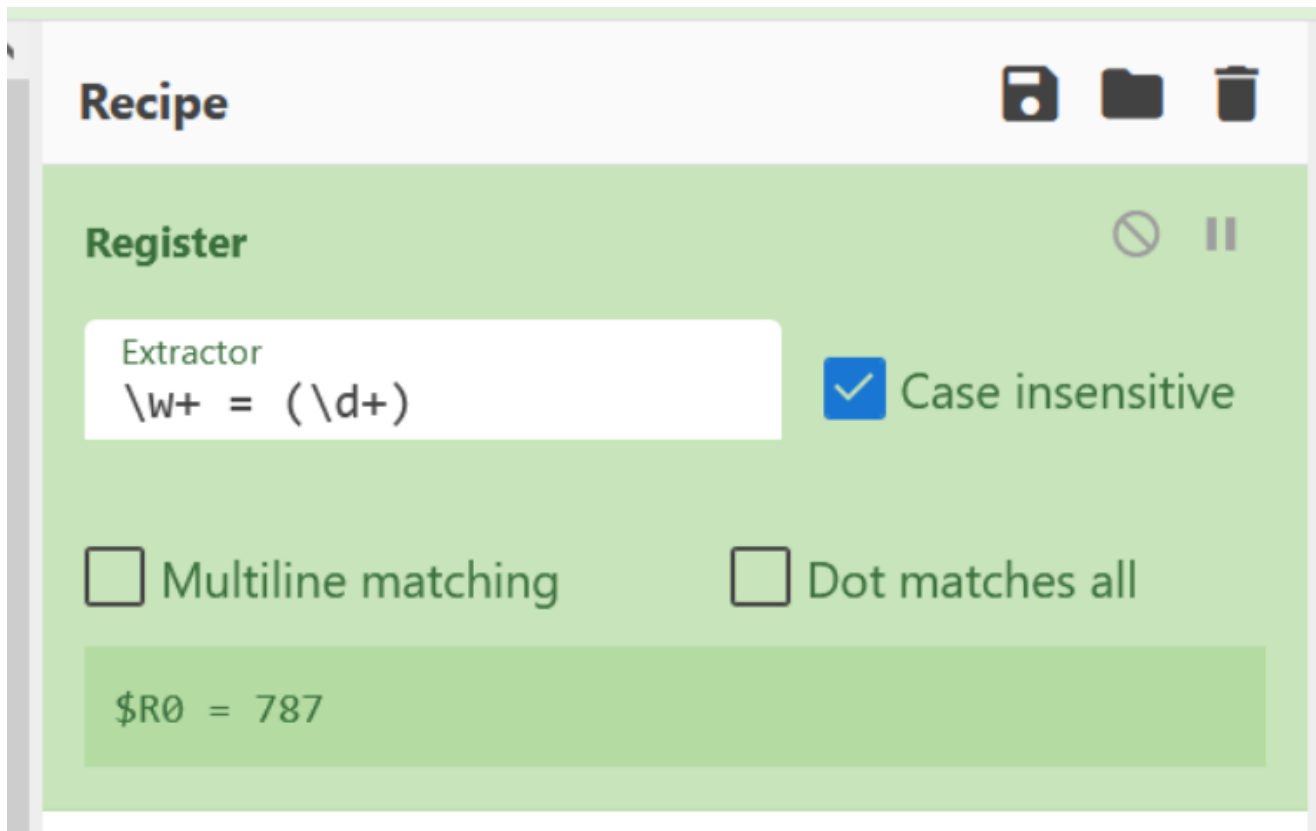 Recipe
Register
Extractor
\w+ = (\d+)
Case insensitive
Multiline matching
Dot matches all
$R0 = 787